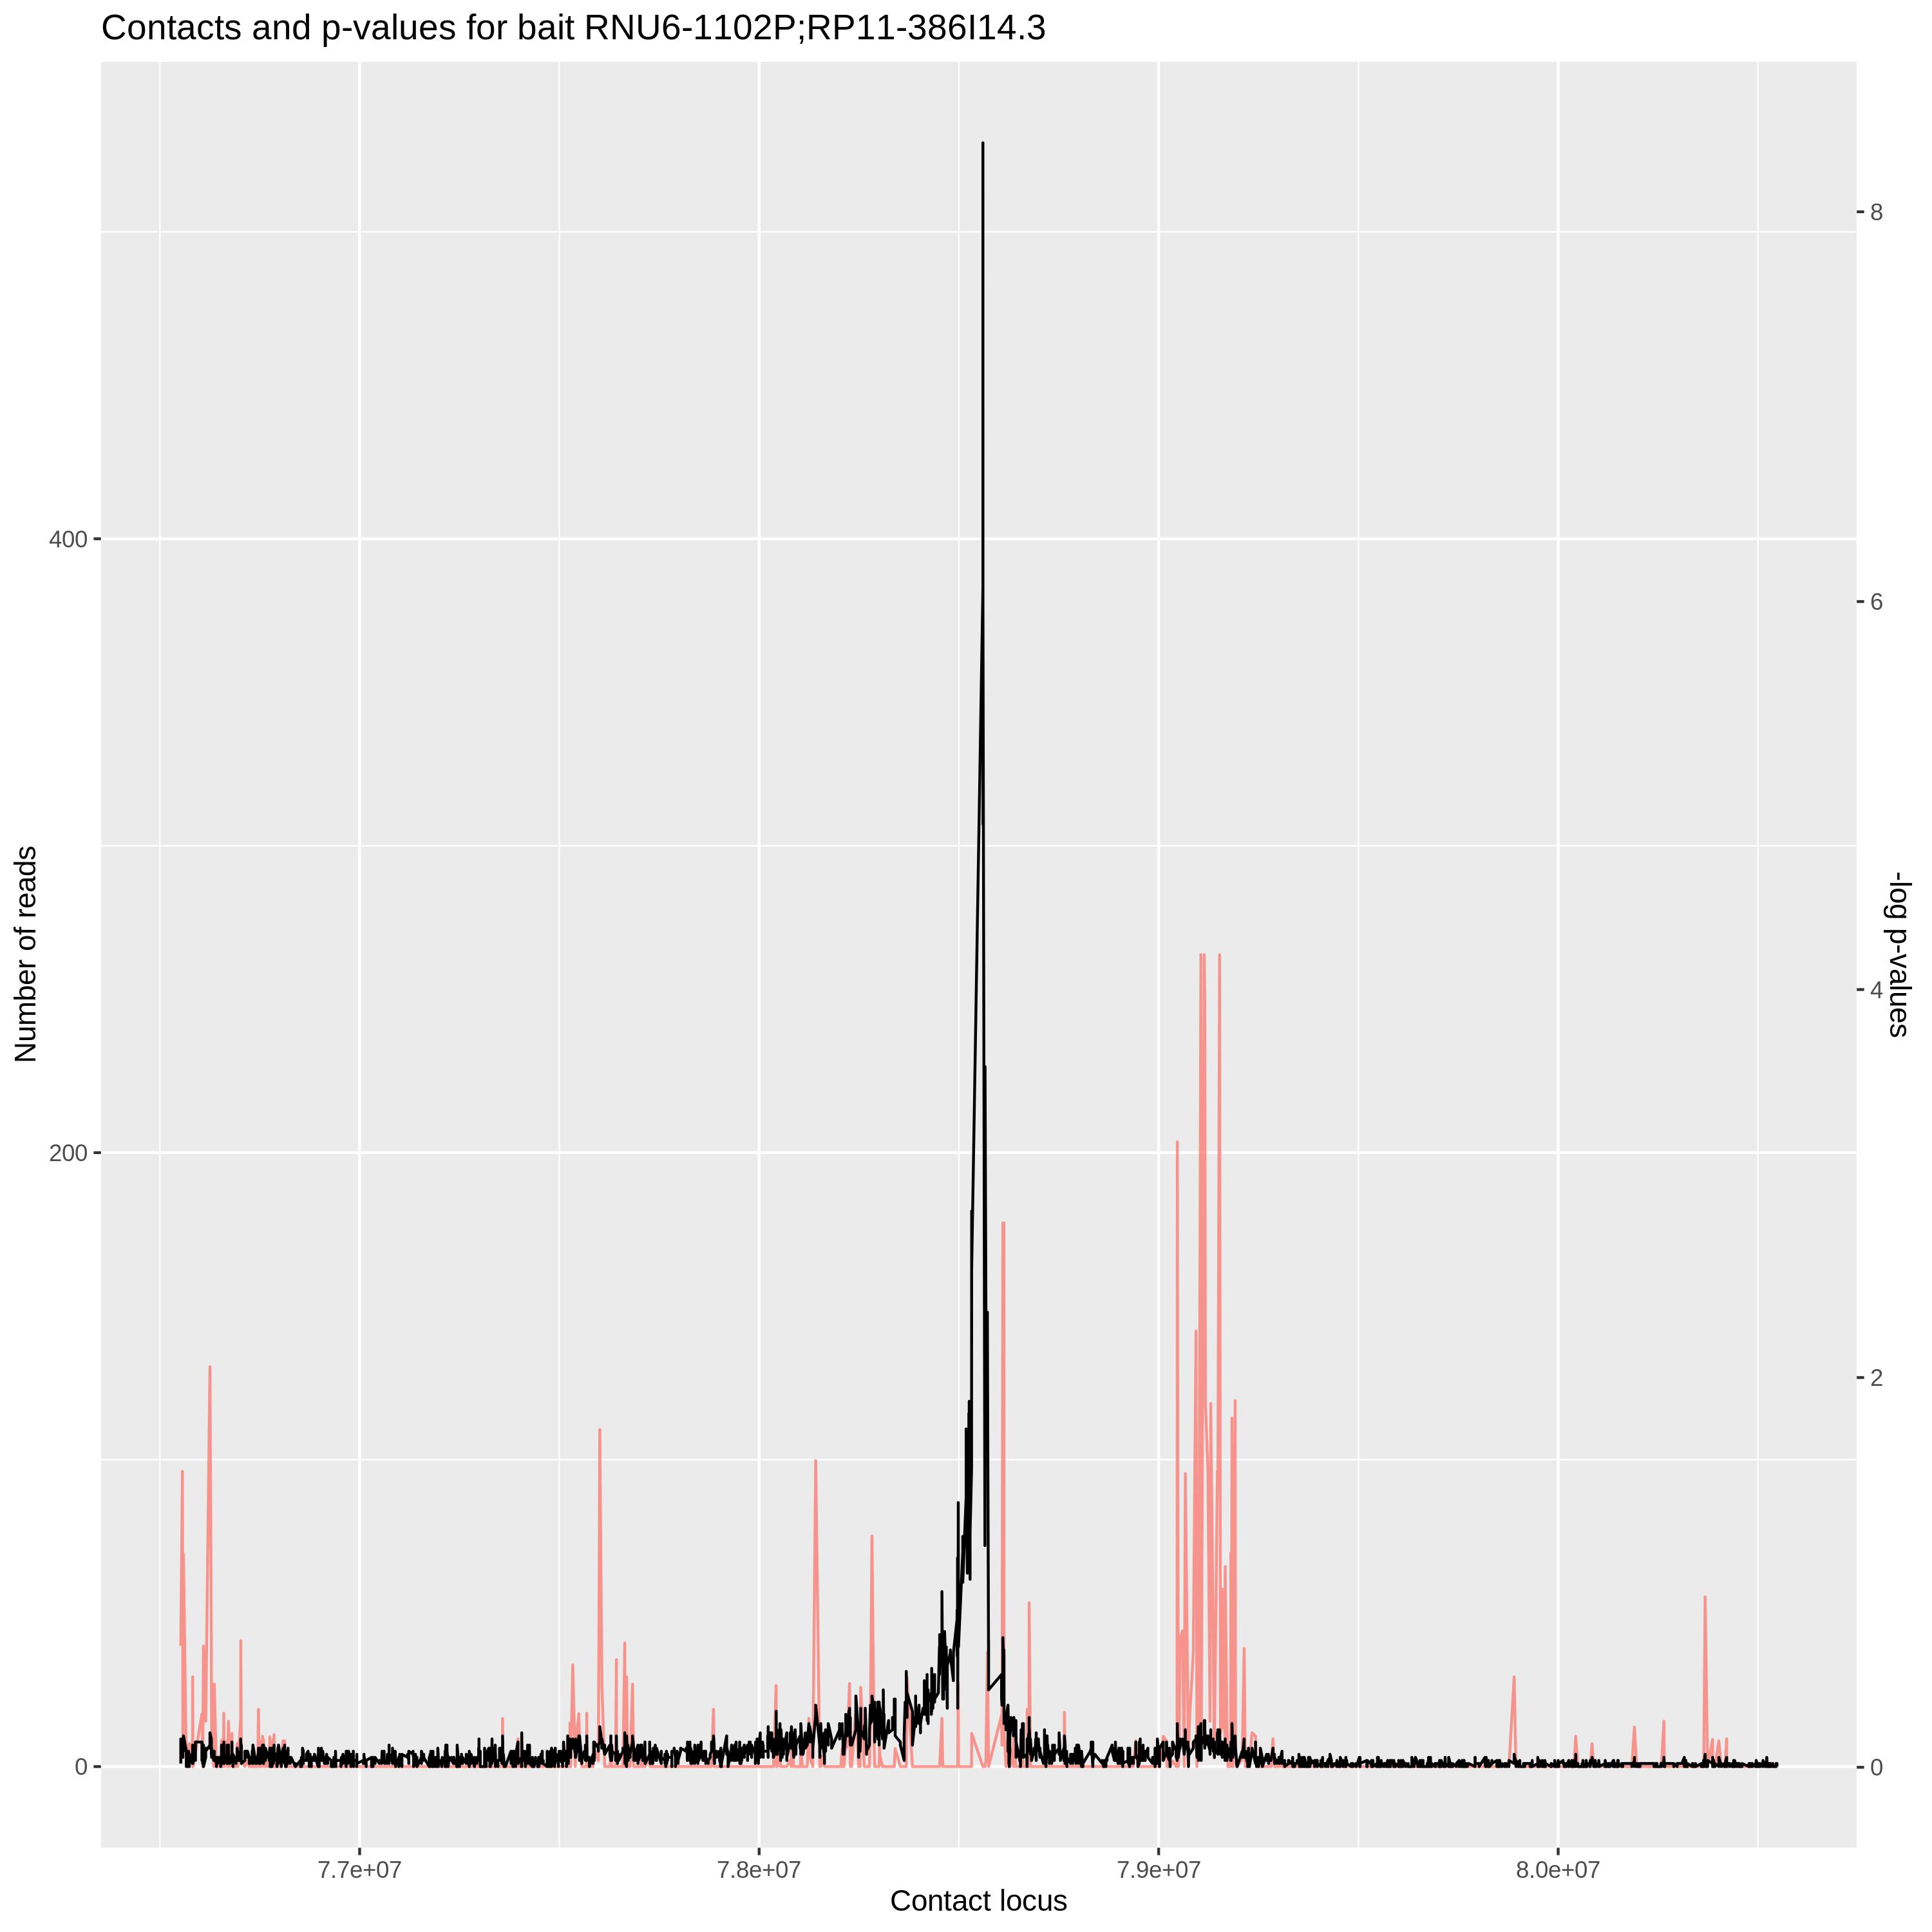 Contacts and p-values for bait RNU6-1102P;RP11-386I14.3
Number of reads
400
200
0
8
6
4
2
0
-log p-values
7.7e+07 7.8e+07 7.9e+07 8.0e+07
Contact locus